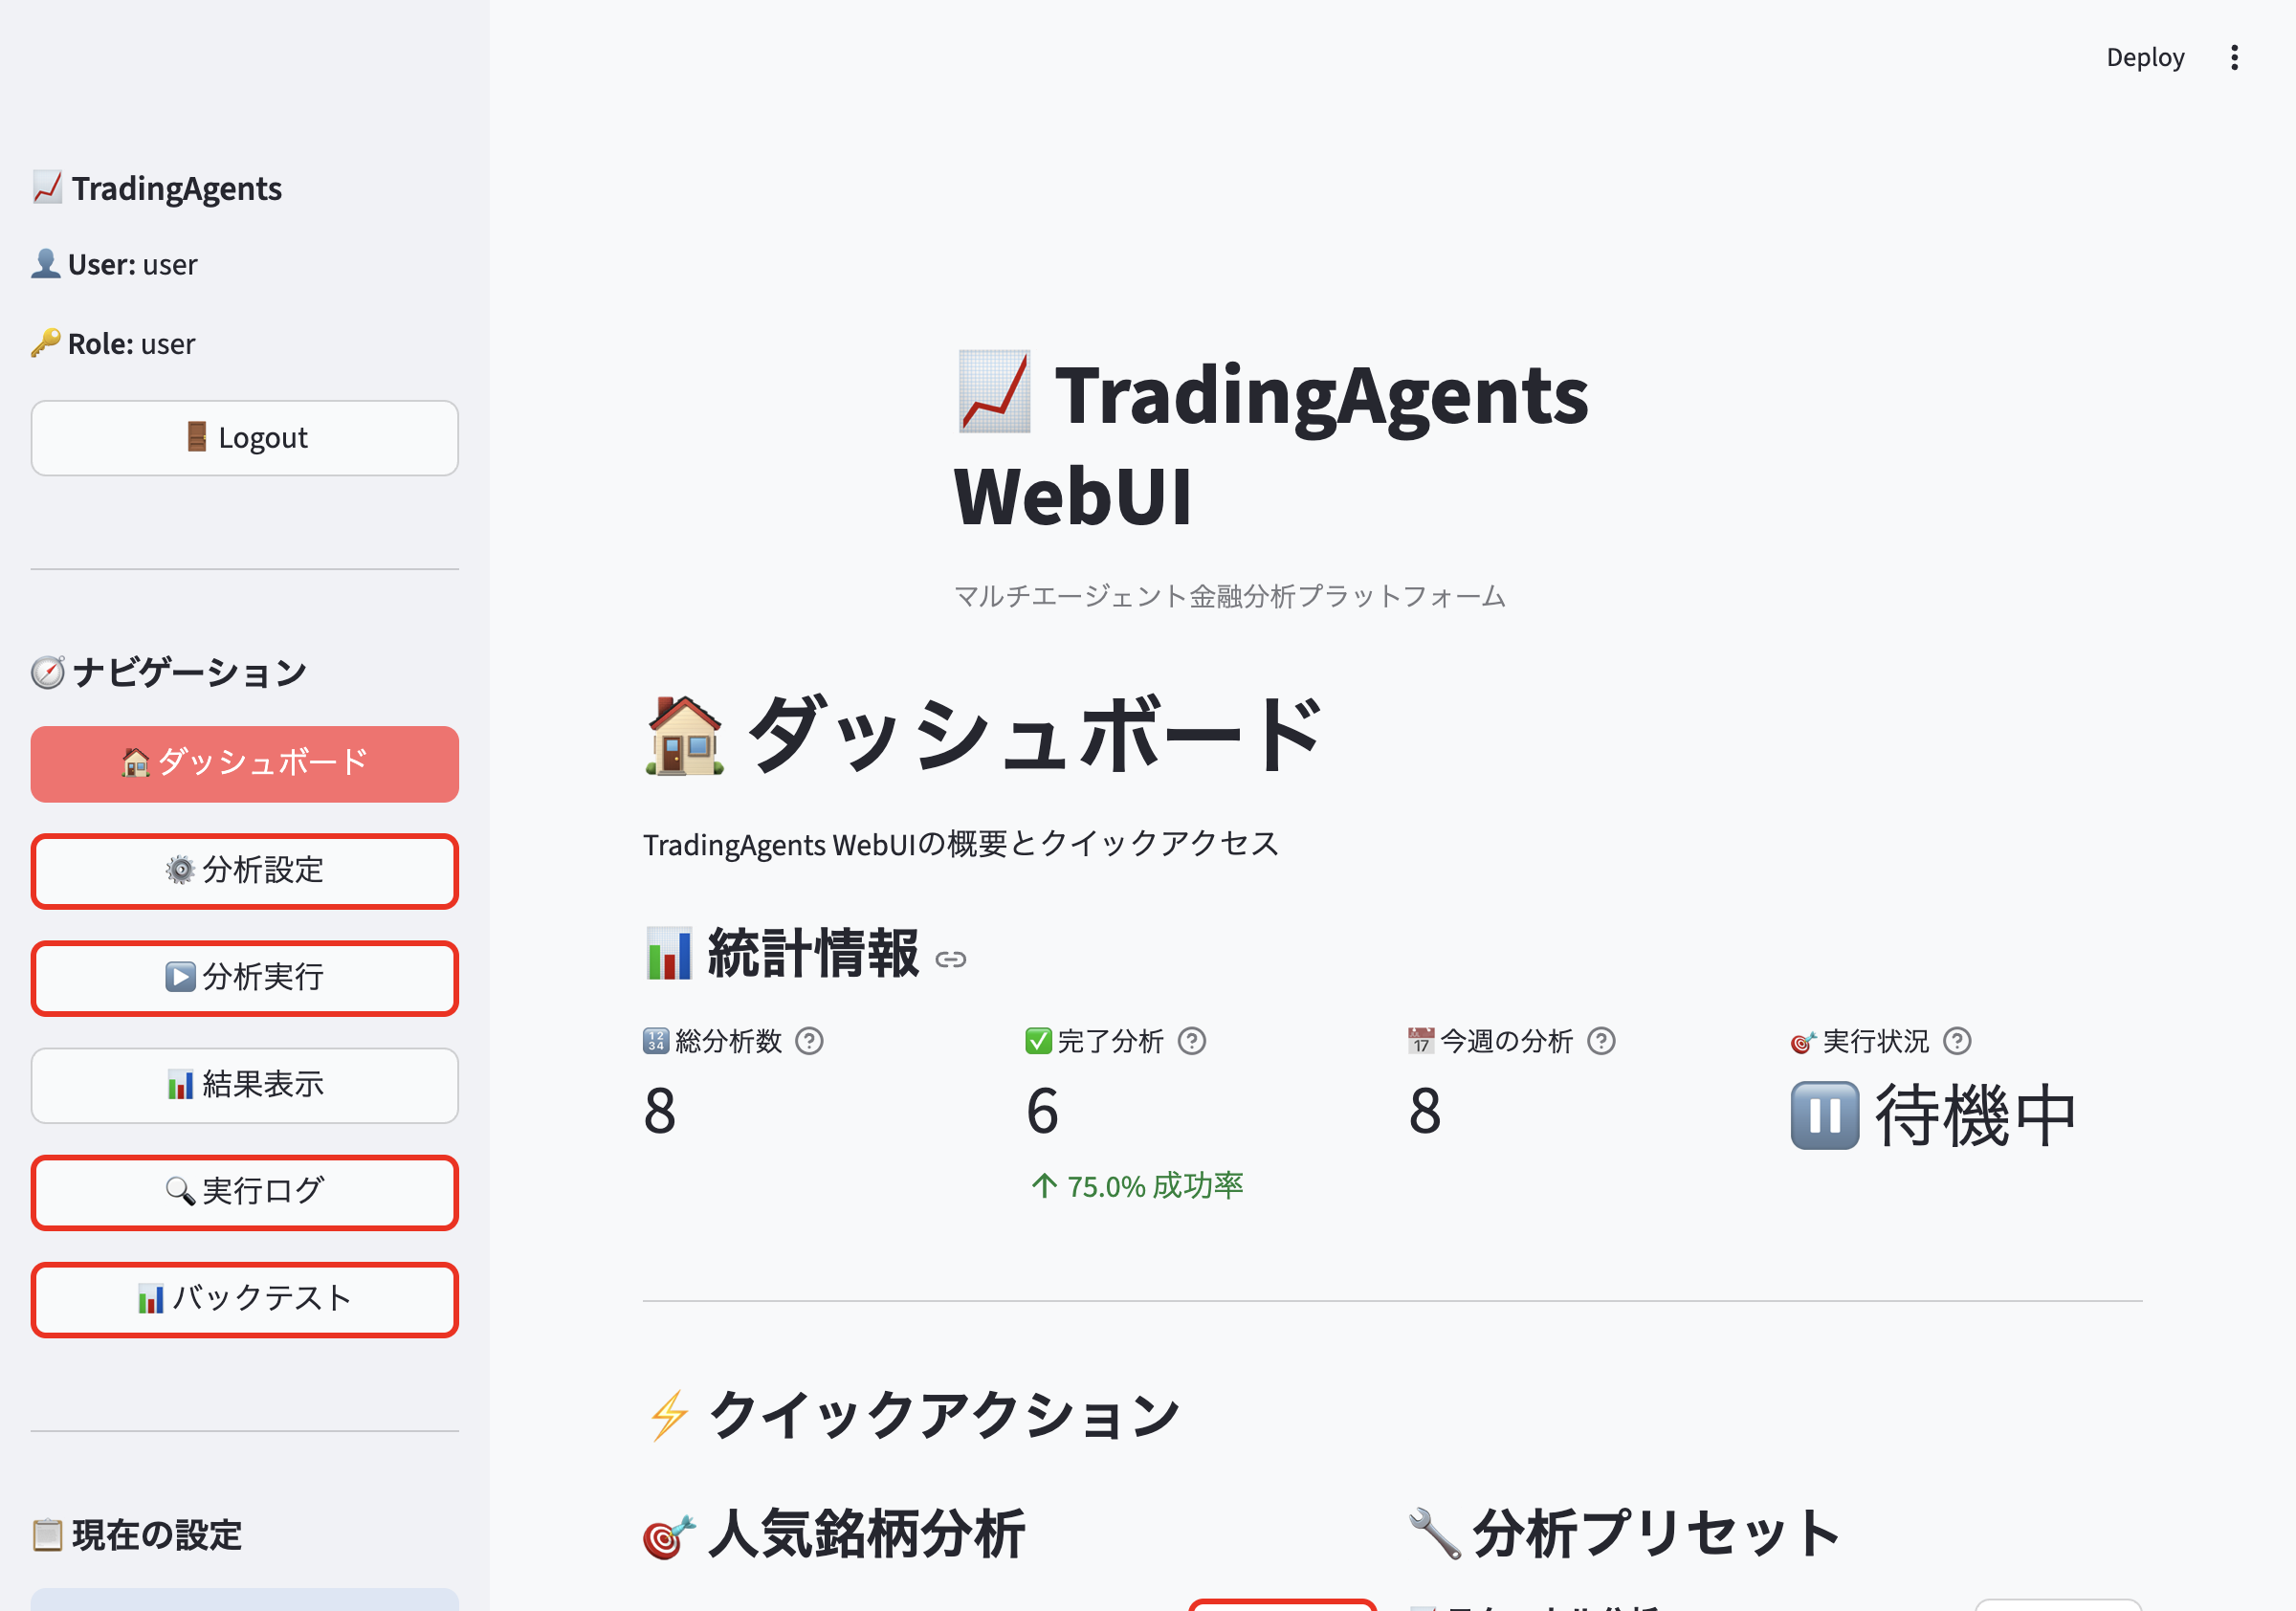 Deploy
TradingAgents
User: user
Role: user
Logout
ナビゲーション
ダッシュボード
分析設定
分析実行
結果表示
実行ログ
バックテスト
現在の設定
TradingAgents
WebUI
マルチエージェント金融分析プラットフォーム
ダッシュボード
TradingAgents WebUIの概要とクイックアクセス
統計情報
総分析数
8
完了分析
6
75.0% 成功率
今週の分析
8
実行状況
待機中
クイックアクション
人気銘柄分析
分析プリセット